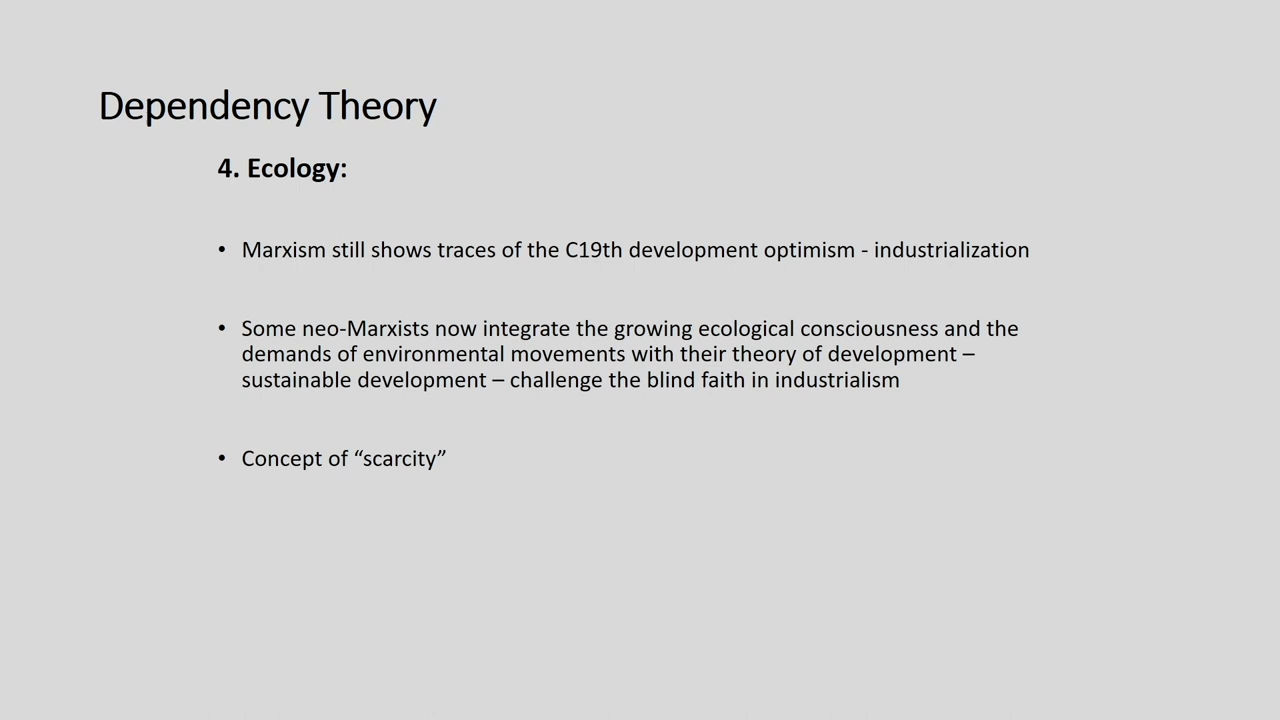 Dependency Theory
4. Ecology:
• Marxism still shows traces of the C19th development optimism - industrialization
• Some neo-Marxists now integrate the growing ecological consciousness and the
demands of environmental movements with their theory of development –
sustainable development – challenge the blind faith in industrialism
• Concept of “scarcity”